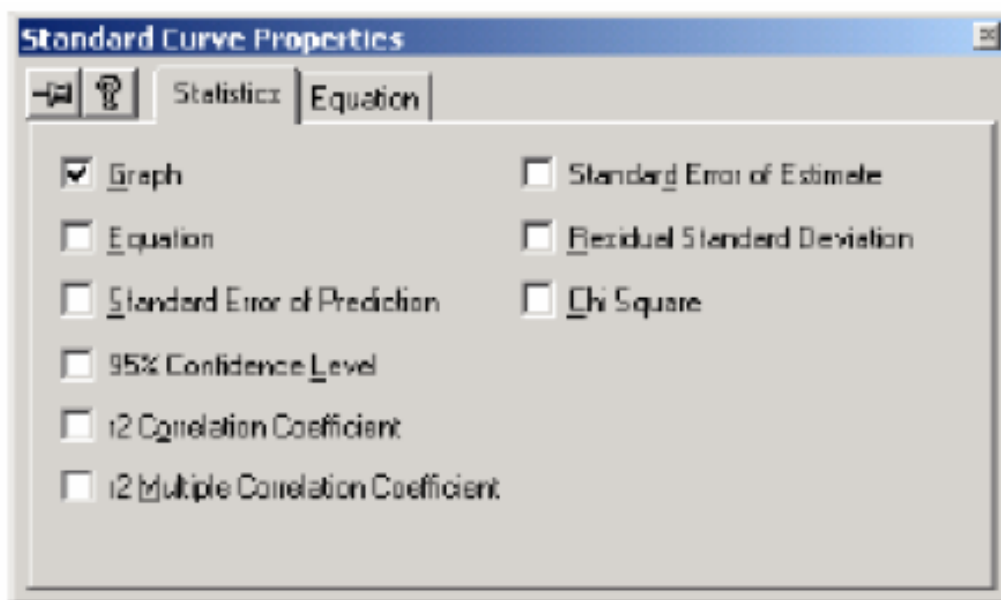 Standard Curve Properties
Statistics Equation
Graph
Standard Error of Estimate
Equation
Residual Standard Deviation
Standard Error of Prediction
Chi Square
95% Confidence Level
r2 Correlation Coefficient
r2 Multiple Correlation Coefficient